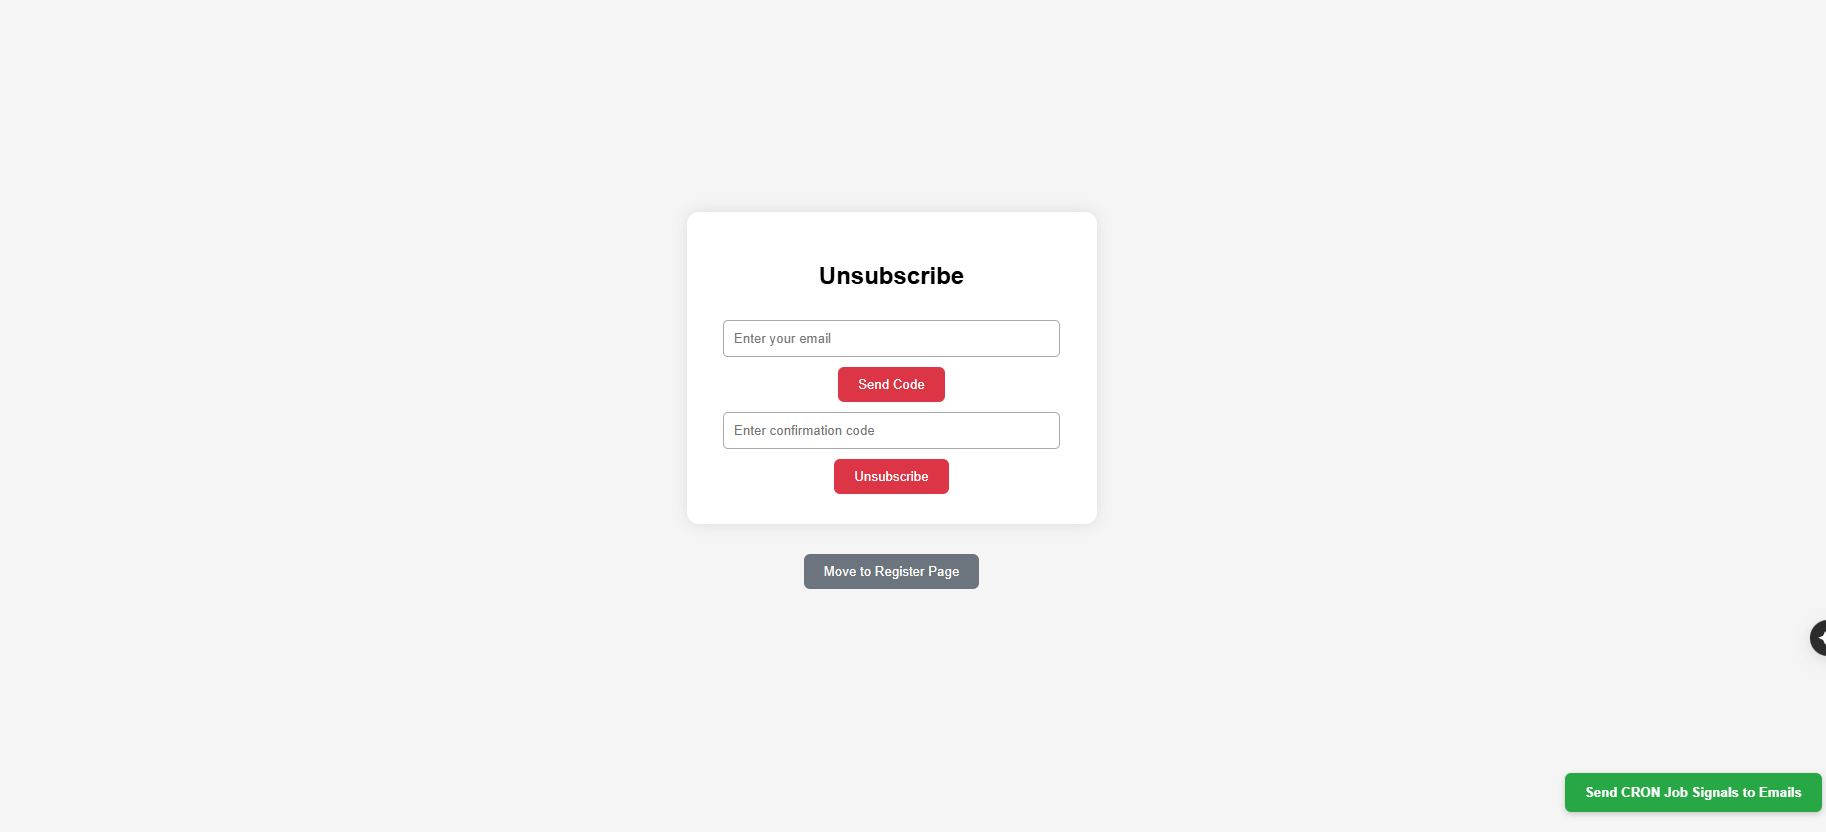 Unsubscribe
Enter your email
Send Code
Enter confirmation code
Unsubscribe
Move to Register Page
Send CRON Job Signals to Emails